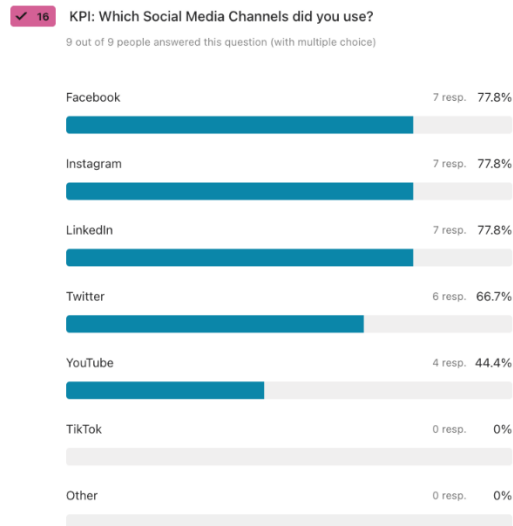 ✓ 16 KPI: Which Social Media Channels did you use?
9 out of 9 people answered this question (with multiple choice)
Facebook 7 resp. 77.8%
Instagram 7 resp. 77.8%
LinkedIn 7 resp. 77.8%
Twitter 6 resp. 66.7%
YouTube 4 resp. 44.4%
TikTok 0 resp. 0%
Other 0 resp. 0%